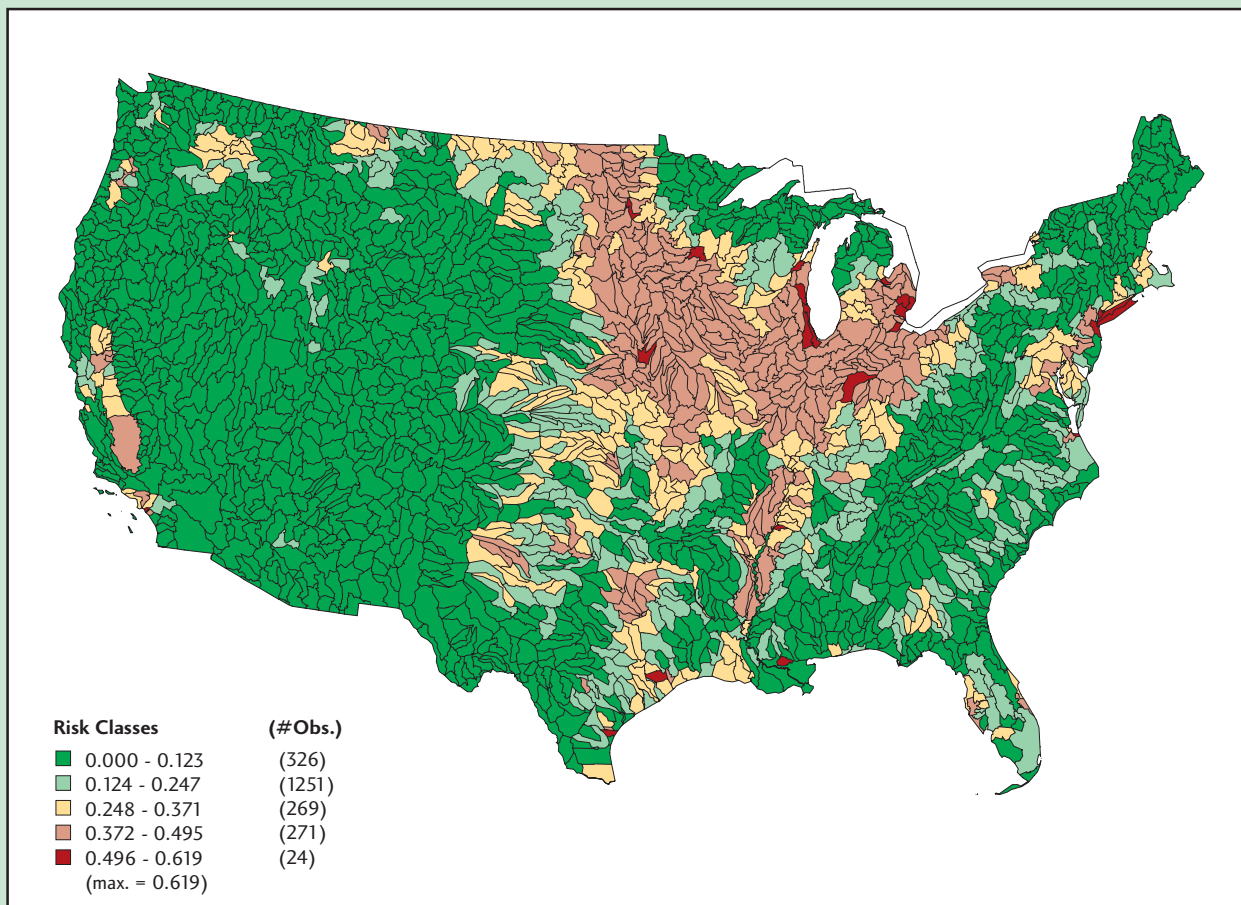 Risk Classes (#Obs.)
0.000 - 0.123 (326)
0.124 - 0.247 (1251)
0.248 - 0.371 (269)
0.372 - 0.495 (271)
0.496 - 0.619 (24)
(max. = 0.619)